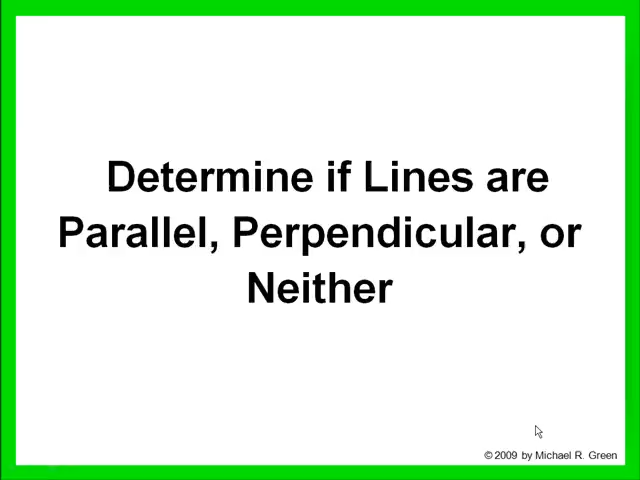 Determine if Lines are
Parallel, Perpendicular, or
Neither
© 2009 by Michael R. Green